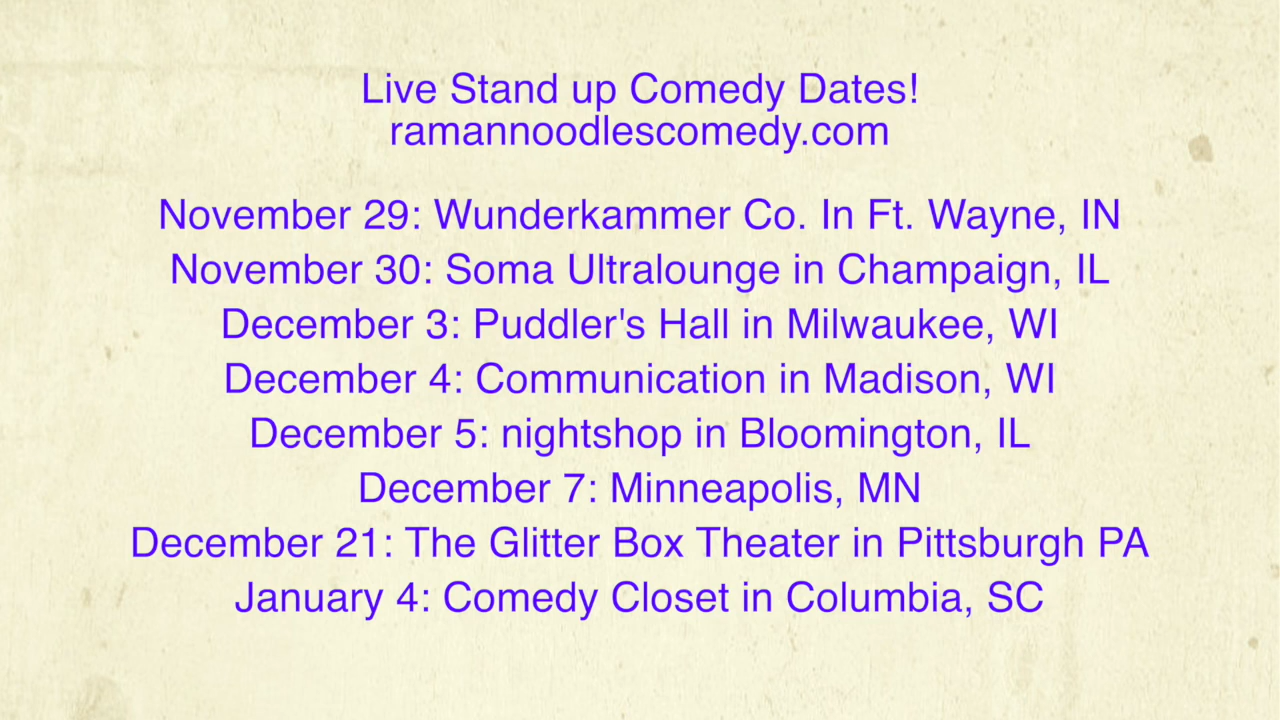 Live Stand up Comedy Dates!
ramannoodlescomedy.com
November 29: Wunderkammer Co. In Ft. Wayne, IN
November 30: Soma Ultralounge in Champaign, IL
December 3: Puddler's Hall in Milwaukee, WI
December 4: Communication in Madison, WI
December 5: nightshop in Bloomington, IL
December 7: Minneapolis, MN
December 21: The Glitter Box Theater in Pittsburgh PA
January 4: Comedy Closet in Columbia, SC